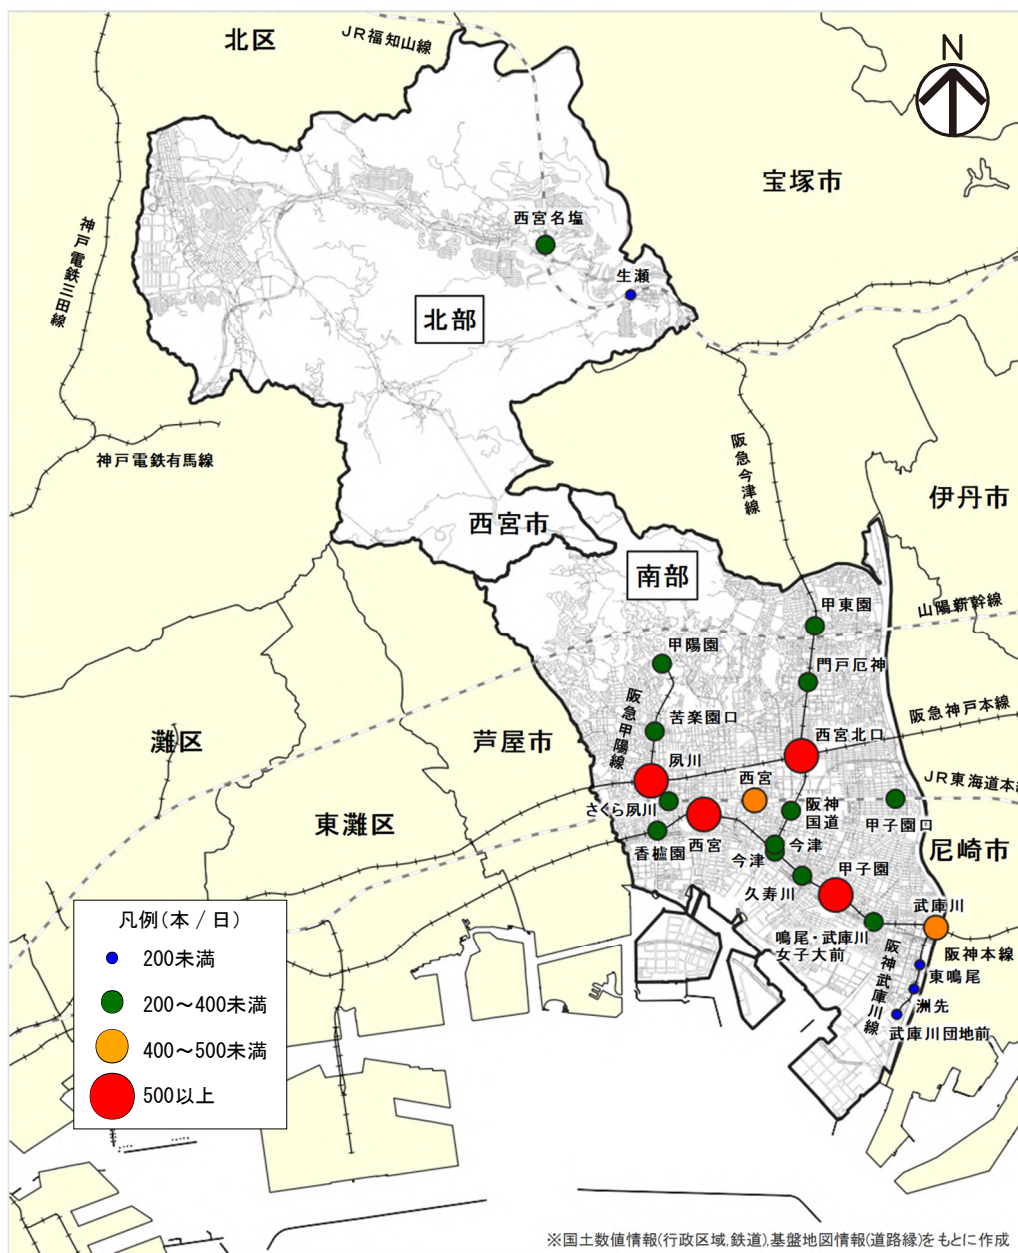 北区
JR福知山線
N
宝塚市
神戸電鉄三田線
西宮名塩
生瀬
北部
神戸電鉄有馬線
阪急今津線
伊丹市
西宮市
南部
山陽新幹線
甲東園
甲陽園
門戸厄神
阪急神戸本線
阪急甲陽線
苦楽園口
西宮北口
灘区
芦屋市
夙川
西宮
JR東海道本線
さくら夙川
阪神
国道
甲子園口
東灘区
西宮
香櫨園
今津
今津
尼崎市
甲子園
久寿川
武庫川
鳴尾・武庫川
女子大前
阪神本線
阪神武庫川線
東鳴尾
洲先
武庫川団地前
凡例(本 / 日)
200未満
200～400未満
400～500未満
500以上
※国土数値情報(行政区域,鉄道),基盤地図情報(道路縁)をもとに作成